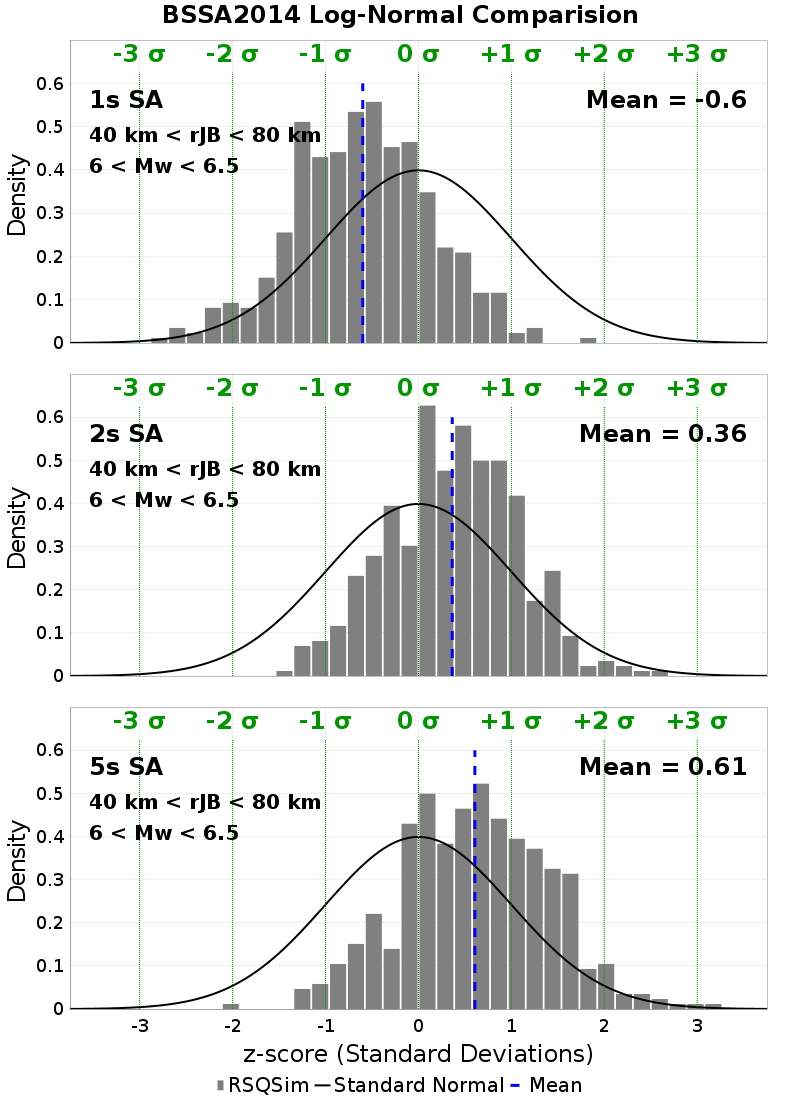 BSSA2014 Log-Normal Comparision
-3 σ -2 σ -1 σ 0 σ +1 σ +2 σ +3 σ
1s SA
Mean = -0.6
40 km < rJB < 80 km
6 < Mw < 6.5
Density
0.6
0.5
0.4
0.3
0.2
0.1
0
-3 σ -2 σ -1 σ 0 σ +1 σ +2 σ +3 σ
2s SA
Mean = 0.36
40 km < rJB < 80 km
6 < Mw < 6.5
Density
0.6
0.5
0.4
0.3
0.2
0.1
0
-3 σ -2 σ -1 σ 0 σ +1 σ +2 σ +3 σ
5s SA
Mean = 0.61
40 km < rJB < 80 km
6 < Mw < 6.5
Density
0.6
0.5
0.4
0.3
0.2
0.1
0
-3 -2 -1 0 1 2 3
z-score (Standard Deviations)
RSQSim Standard Normal Mean